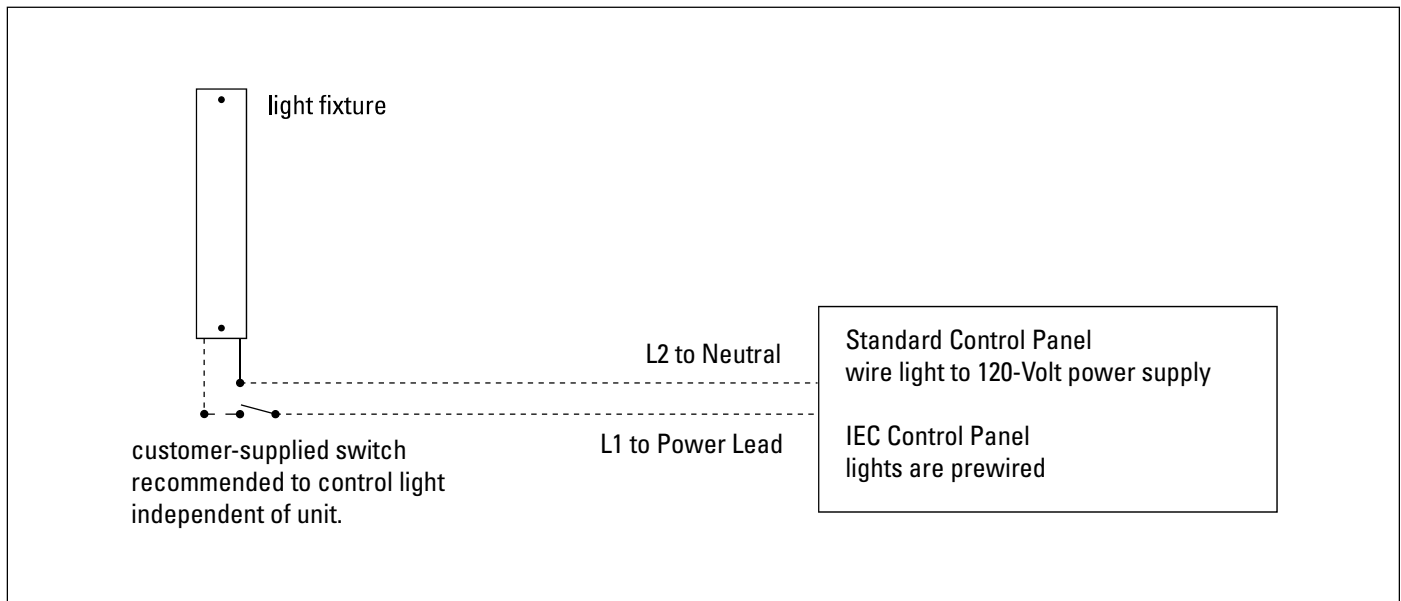 light fixture
L2 to Neutral
L1 to Power Lead
customer-supplied switch
recommended to control light
independent of unit.
Standard Control Panel
wire light to 120-Volt power supply
IEC Control Panel
lights are prewired